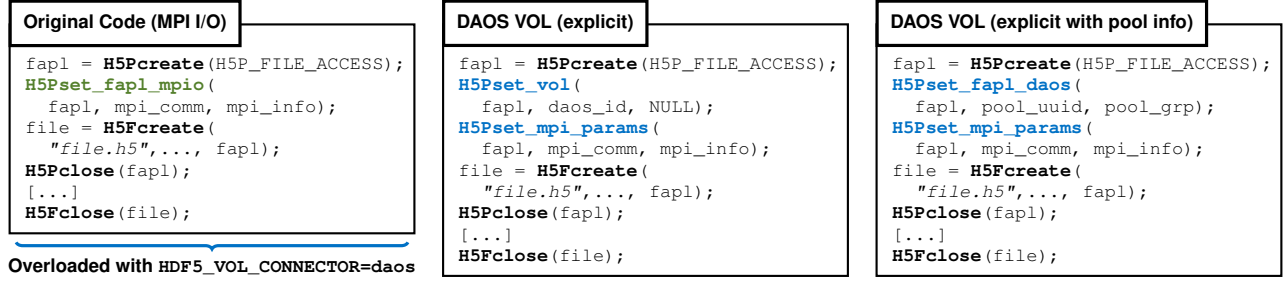 Original Code (MPI I/O)
fapl = H5Pcreate(H5P_FILE_ACCESS);
H5Pset_fapl_mpio(
fapl, mpi_comm, mpi_info);
file = H5Fcreate(
"file.h5",..., fapl);
H5Pclose(fapl);
[...]
H5Fclose(file);
Overloaded with HDF5_VOL_CONNECTOR=daos
DAOS VOL (explicit)
fapl = H5Pcreate(H5P_FILE_ACCESS);
H5Pset_vol(
fapl, daos_id, NULL);
H5Pset_mpi_params(
fapl, mpi_comm, mpi_info);
file = H5Fcreate(
"file.h5",..., fapl);
H5Pclose(fapl);
[...]
H5Fclose(file);
DAOS VOL (explicit with pool info)
fapl = H5Pcreate(H5P_FILE_ACCESS);
H5Pset_fapl_daos(
fapl, pool_uuid, pool_grp);
H5Pset_mpi_params(
fapl, mpi_comm, mpi_info);
file = H5Fcreate(
"file.h5",..., fapl);
H5Pclose(fapl);
[...]
H5Fclose(file);